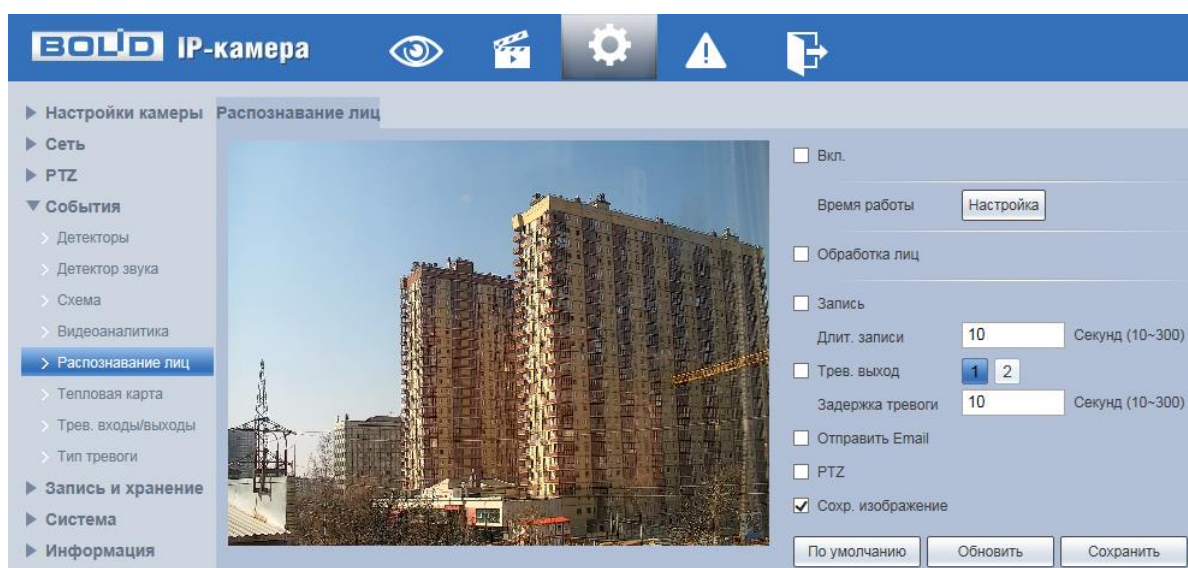 BOLID IP-камера
Настройки камеры
Сеть
PTZ
События
Детекторы
Детектор звука
Схема
Видеоаналитика
Распознавание лиц
Тепловая карта
Трев. входы/выходы
Тип тревоги
Запись и хранение
Система
Информация
Распознавание лиц
Вкл.
Время работы Настройка
Обработка лиц
Запись
Длит. записи 10 Секунд (10~300)
Трев. выход 1 2
Задержка тревоги 10 Секунд (10~300)
Отправить Email
PTZ
Сохр. изображение
По умолчанию Обновить Сохранить